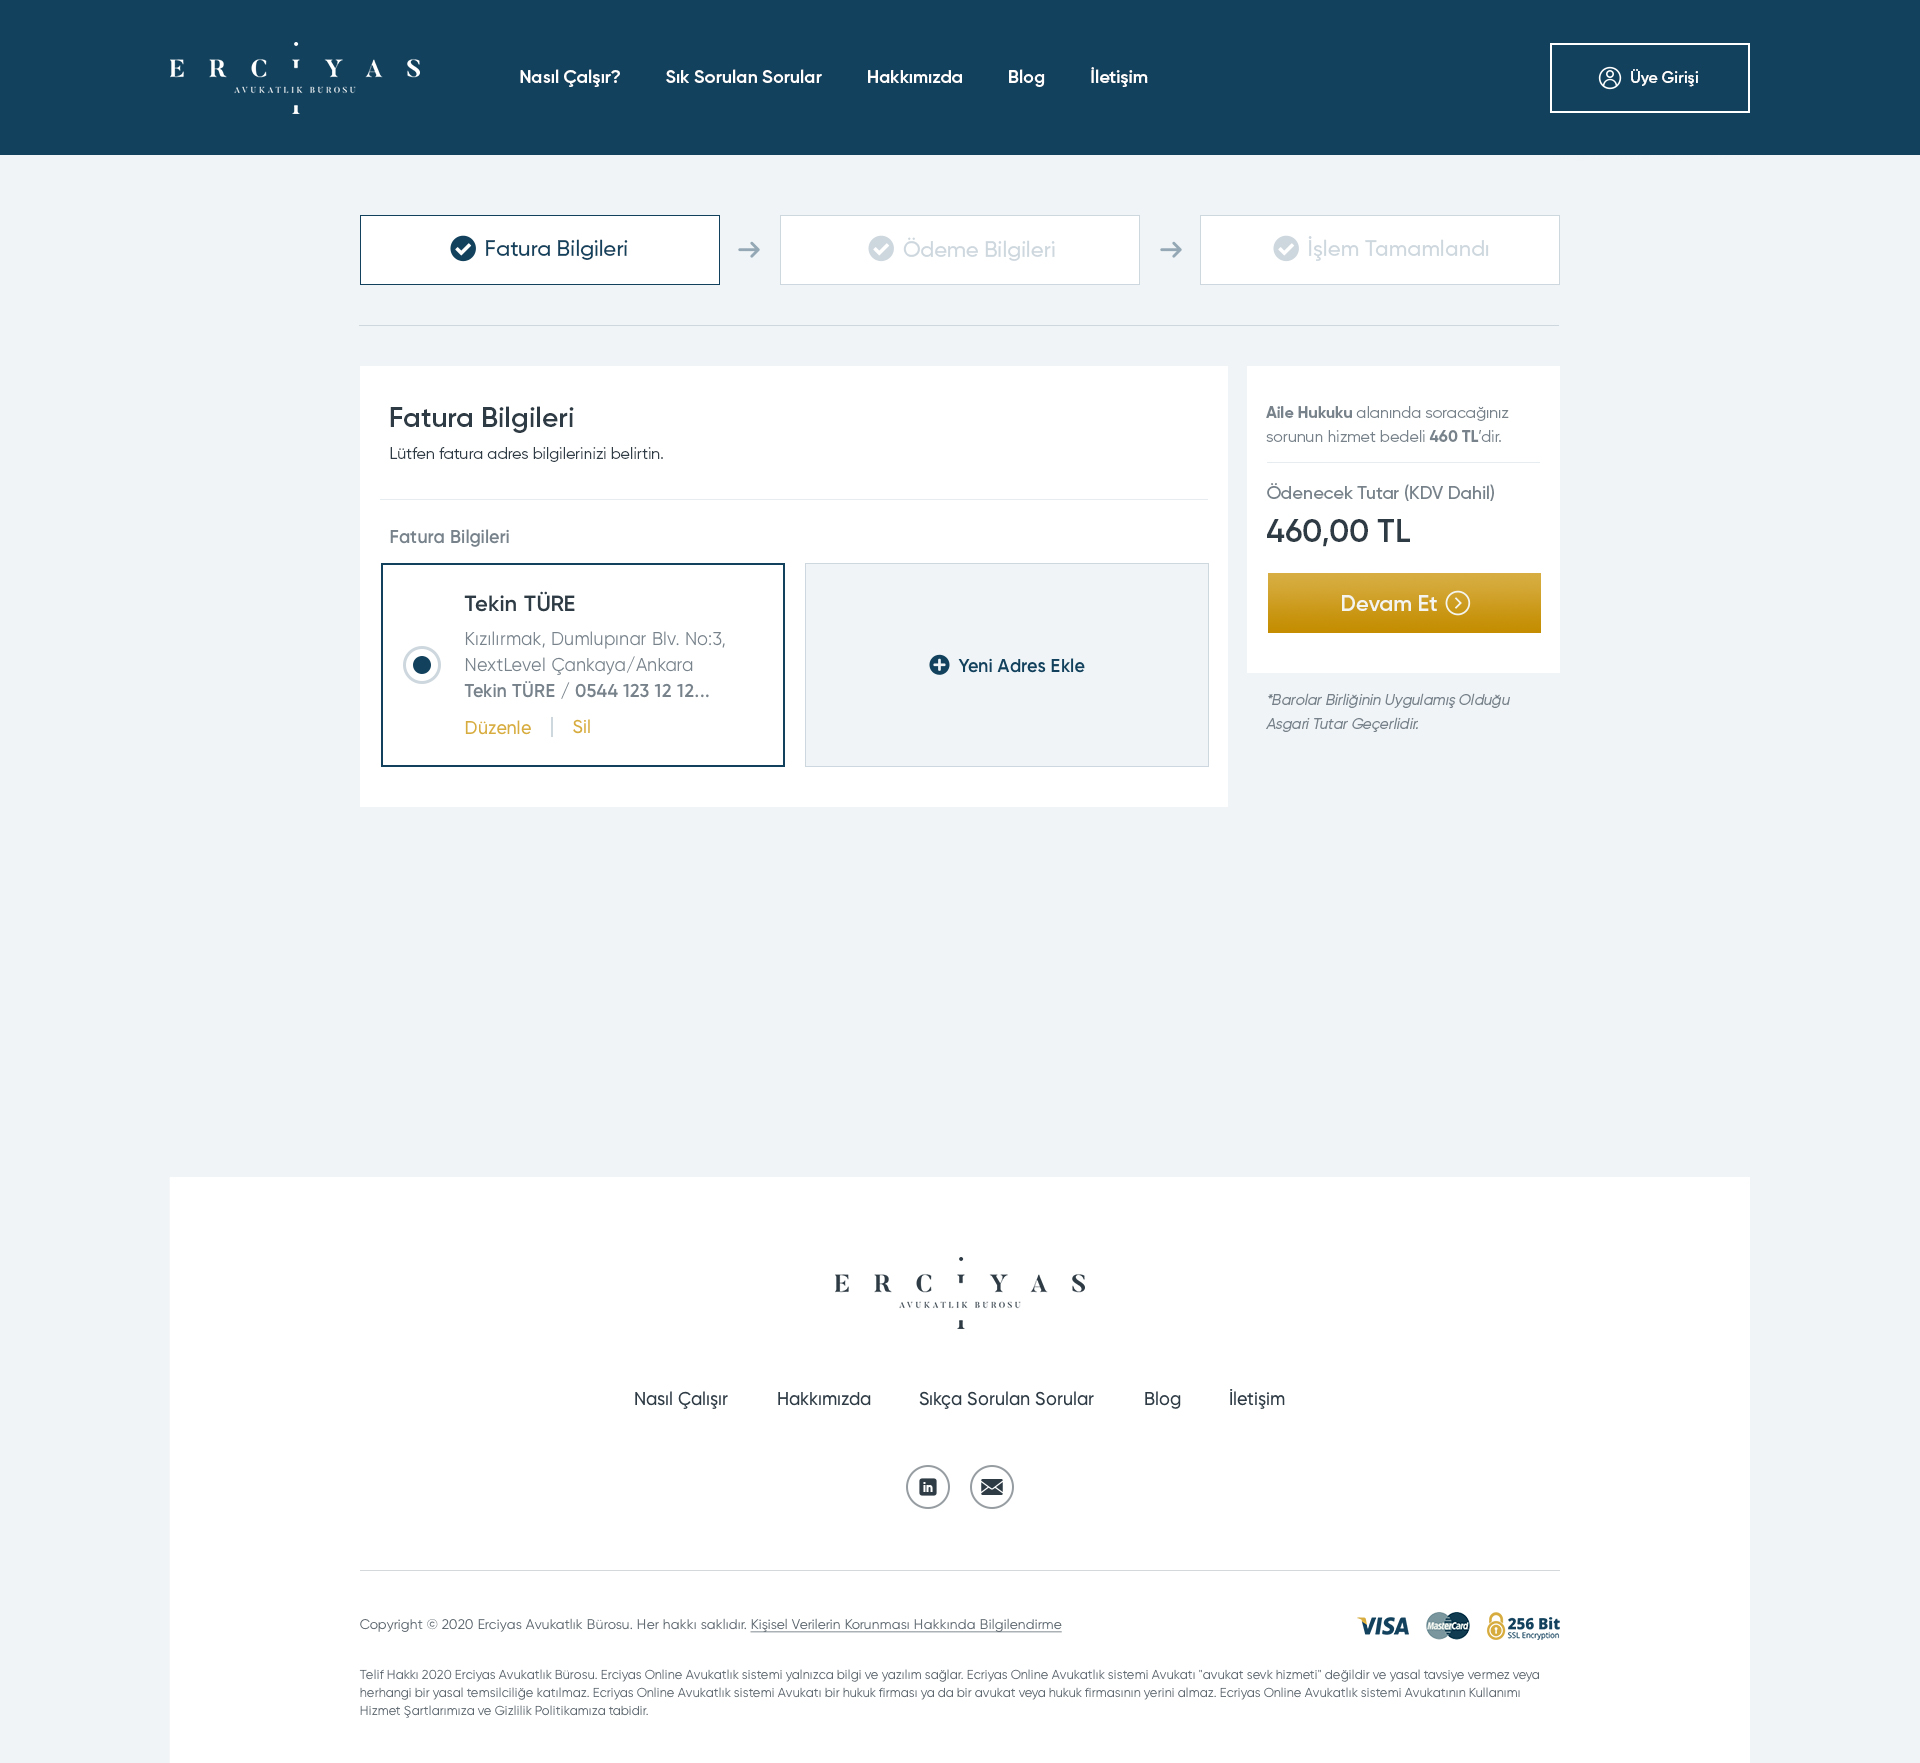 ERCIYAS
AVUKATLIK BÜROSU
Nasıl Çalşır?
Sık Sorulan Sorular
Hakkımızda
Blog
İletişim
Üye Girişi
Fatura Bilgileri
Ödeme Bilgileri
İşlem Tamamlandı
Fatura Bilgileri
Lütfen fatura adres bilgilerinizi belirtin.
Fatura Bilgileri
Tekin TÜRE
Kızılırmak, Dumlupınar Blv. No:3,
NextLevel Çankaya/Ankara
Tekin TÜRE / 0544 123 12 12...
Düzenle | Sil
Yeni Adres Ekle
Aile Hukuku alanında soracağınız
sorunun hizmet bedeli 460 TL'dir.
Ödenecek Tutar (KDV Dahil)
460,00 TL
Devam Et
*Barolar Birliğinin Uygulamış Olduğu
Asgari Tutar Geçerlidir.
ERCIYAS
AVUKATLIK BUROSU
Nasıl Çalışır
Hakkımızda
Sıkça Sorulan Sorular
Blog
İletişim
in
Copyright © 2020 Erciyas Avukatlık Bürosu. Her hakkı saklıdır. Kişisel Verilerin Korunması Hakkında Bilgilendirme
VISA
MasterCard
256 Bit
SSL Encryption
Telif Hakkı 2020 Erciyas Avukatlık Bürosu. Erciyas Online Avukatlık sistemi yalnızca bilgi ve yazılım sağlar. Ecriyas Online Avukatlık sistemi Avukatı "avukat sevk hizmeti" değildir ve yasal tavsiye vermez veya
herhangi bir yasal temsilciliğe katılmaz. Ecriyas Online Avukatlık sistemi Avukatı bir hukuk firması ya da bir avukat veya hukuk firmasının yerini almaz. Ecriyas Online Avukatlık sistemi Avukatının Kullanımı
Hizmet Şartlarımıza ve Gizlilik Politikamıza tabidir.